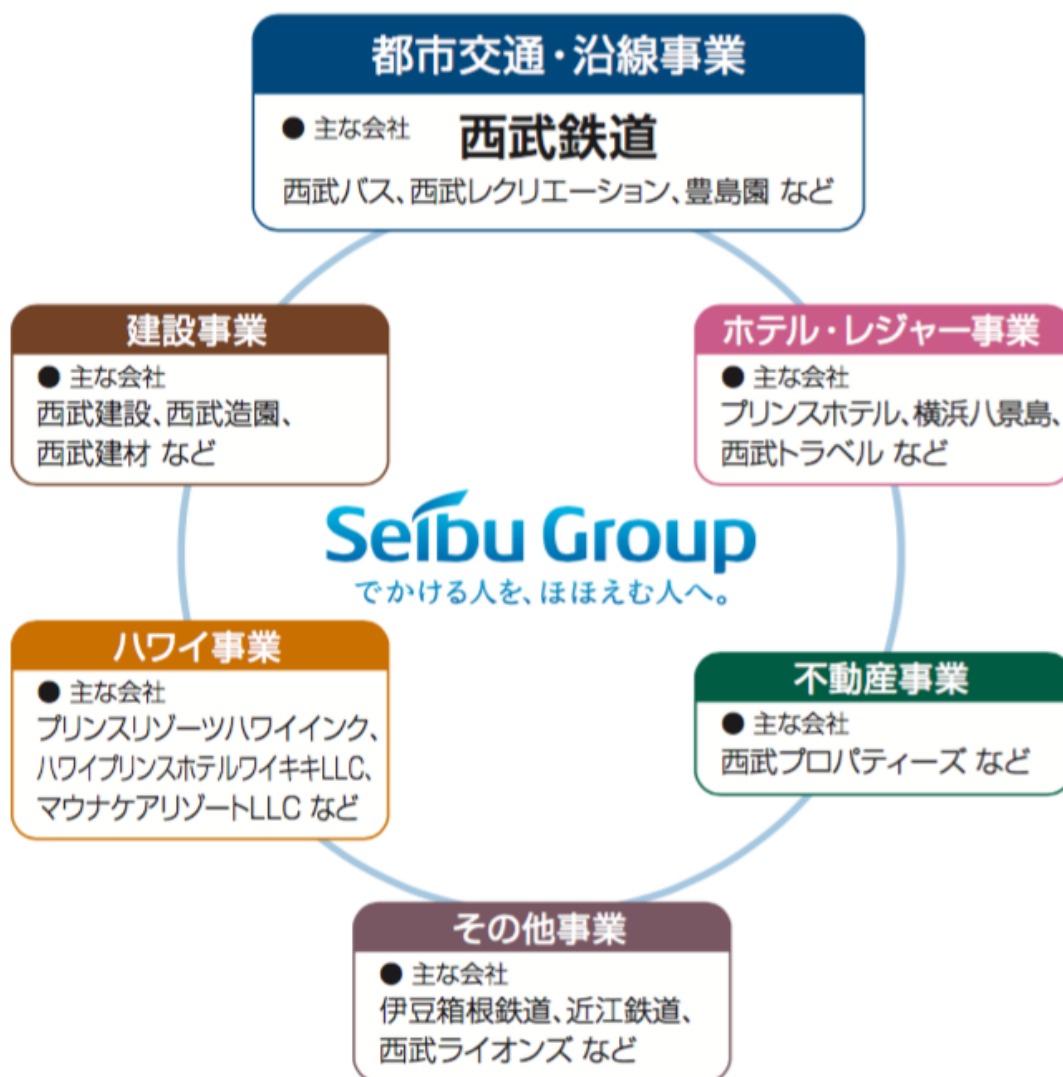 都市交通・沿線事業
● 主な会社 西武鉄道
西武バス、西武レクリエーション、豊島園 など
建設事業
● 主な会社
西武建設、西武造園、
西武建材 など
ホテル・レジャー事業
● 主な会社
プリンスホテル、横浜八景島、
西武トラベル など
Seibu Group
でかける人を、ほほえむ人へ。
ハワイ事業
● 主な会社
プリンスリゾーツハワイインク、
ハワイプリンスホテルワイキキLLC、
マウナケアリゾートLLC など
不動産事業
● 主な会社
西武プロパティーズ など
その他事業
● 主な会社
伊豆箱根鉄道、近江鉄道、
西武ライオンズ など